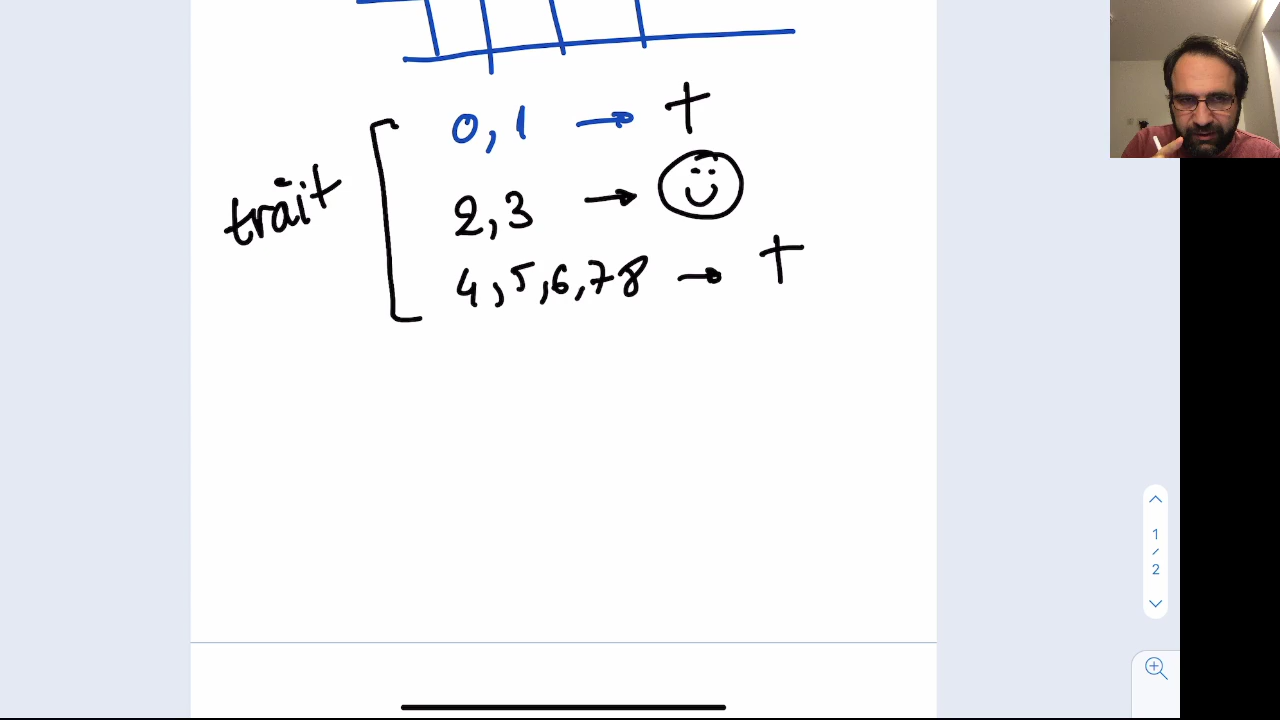 0, 1 → +
trait
2, 3 → ☺
4, 5, 6, 7 8 → +
1
/
2